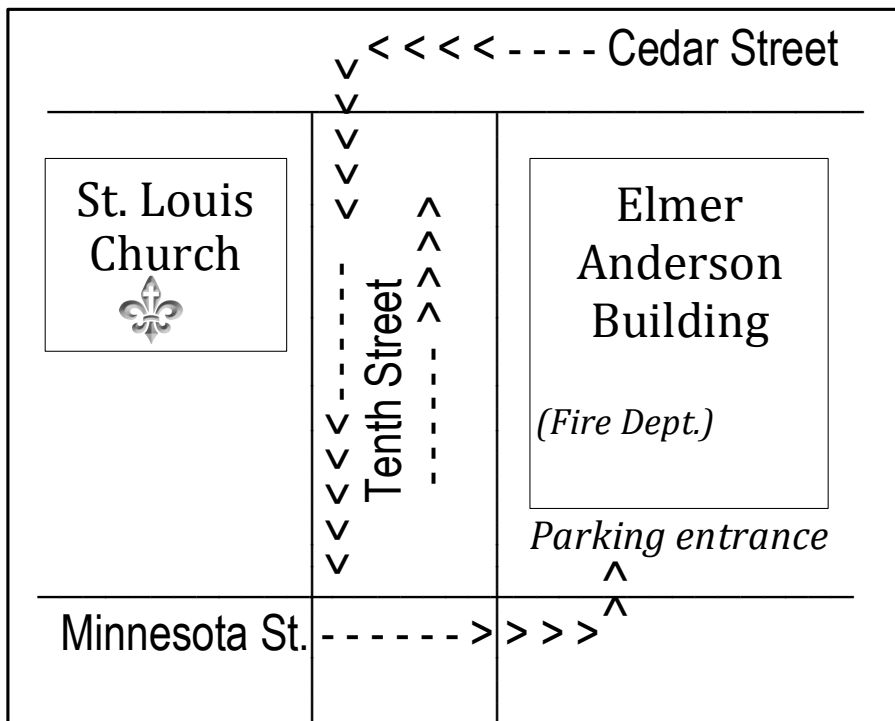 < < < < - - - - Cedar Street
St. Louis
Church
Elmer
Anderson
Building
(Fire Dept.)
Tenth Street
Parking entrance
Minnesota St. - - - - - - > > > >